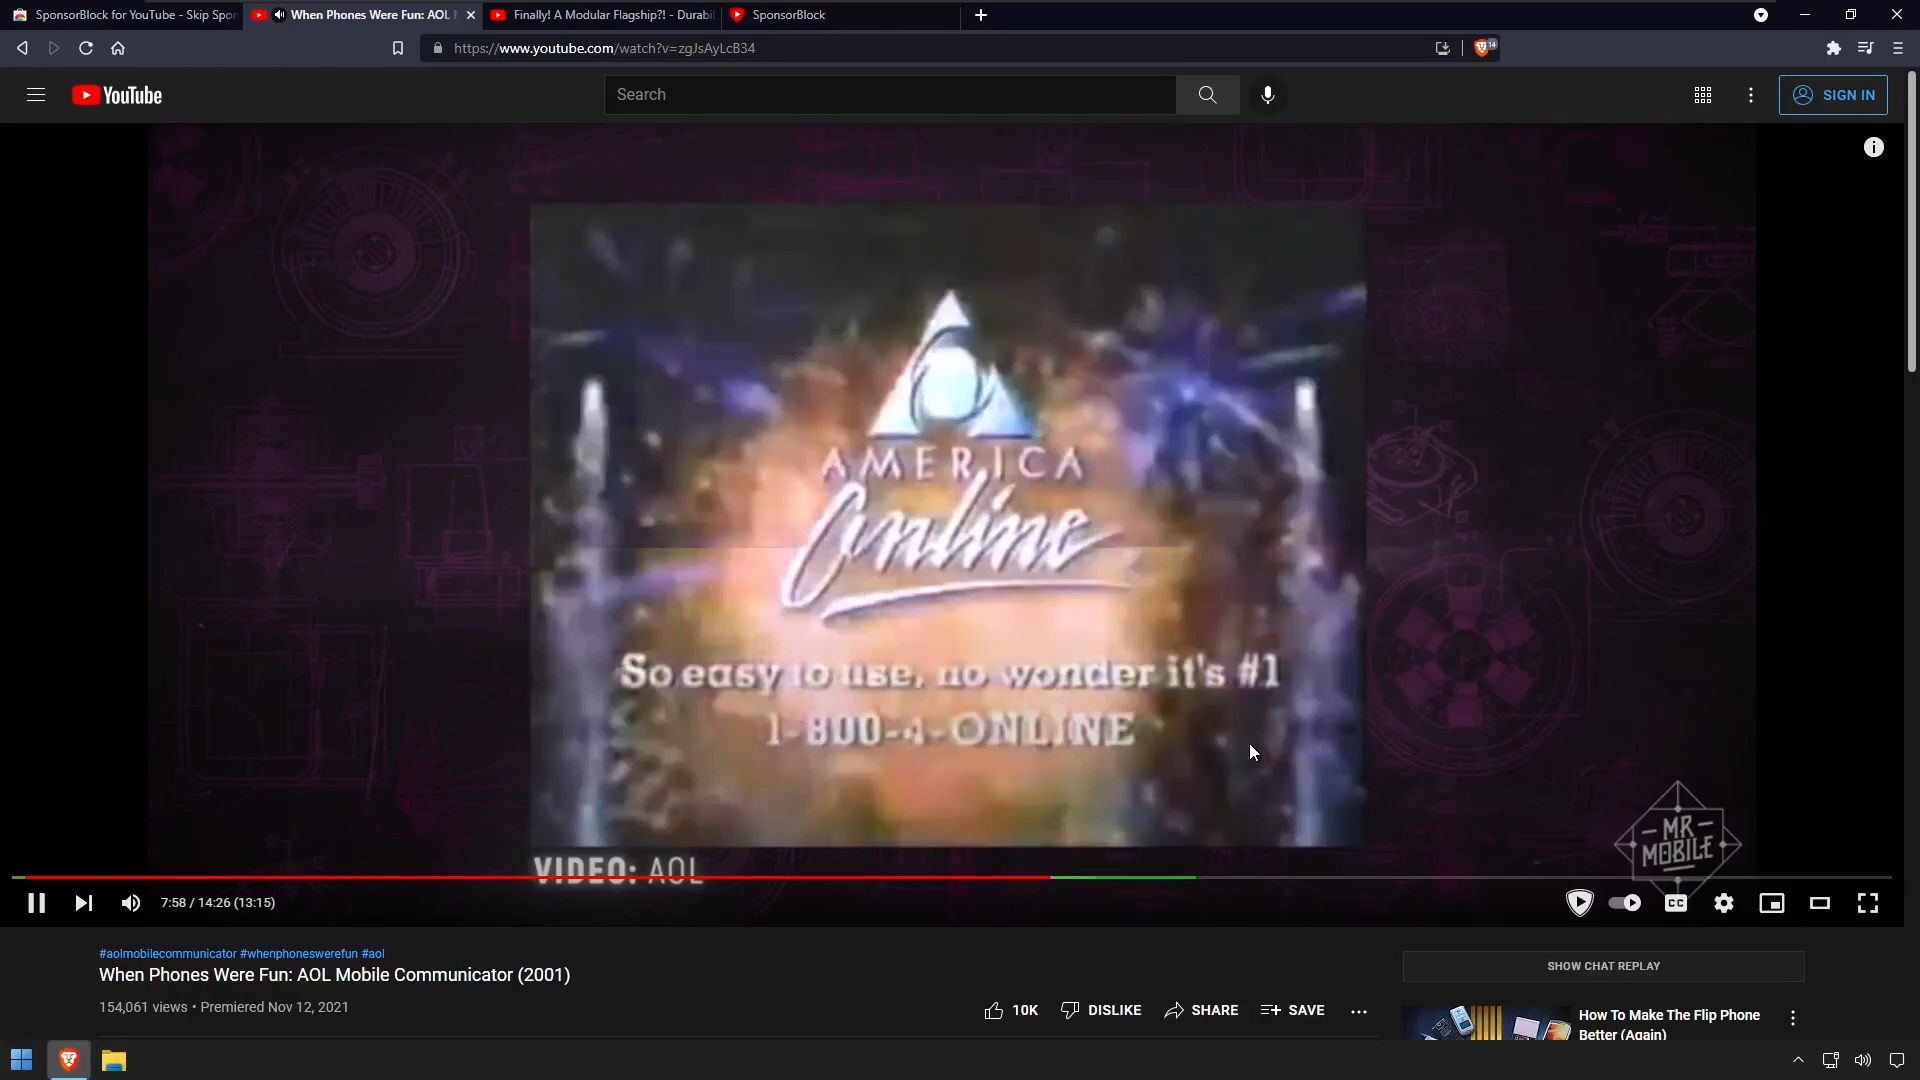 SponsorBlock for YouTube - Skip Spon
When Phones Were Fun: AOL M
Finally! A Modular Flagship?! - Durabil
SponsorBlock
https://www.youtube.com/watch?v=zgJsAyLcB34
14
YouTube
Search
SIGN IN
AMERICA
Online
So easy to use, no wonder it's #1
1-800-4-ONLINE
MR
MOBILE
VIDEO: AOL
7:58 / 14:26 (13:15)
CC
#aolmobilecommunicator #whenphoneswerefun #aol
When Phones Were Fun: AOL Mobile Communicator (2001)
154,061 views • Premiered Nov 12, 2021
10K
DISLIKE
SHARE
SAVE
SHOW CHAT REPLAY
How To Make The Flip Phone
Better (Again)